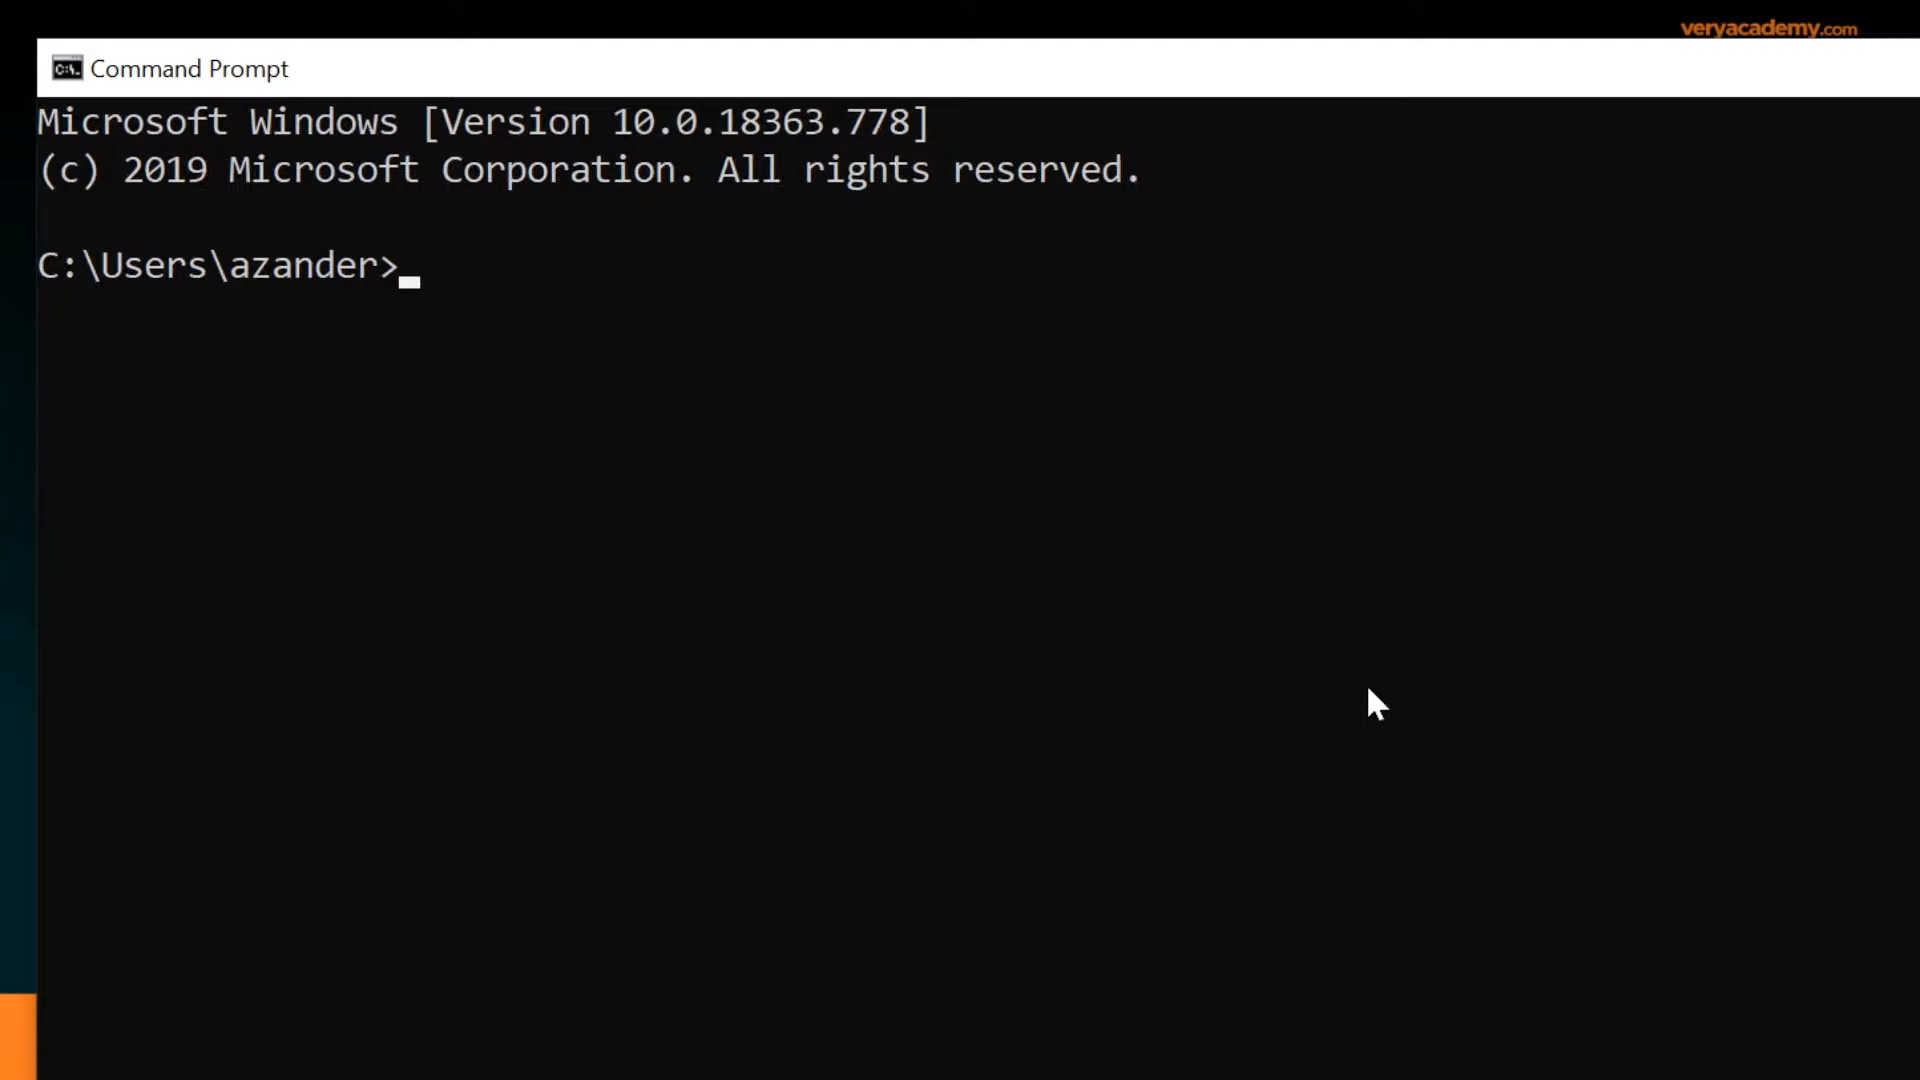 veryacademy.com
Command Prompt
Microsoft Windows [Version 10.0.18363.778]
(c) 2019 Microsoft Corporation. All rights reserved.
C:\Users\azander>